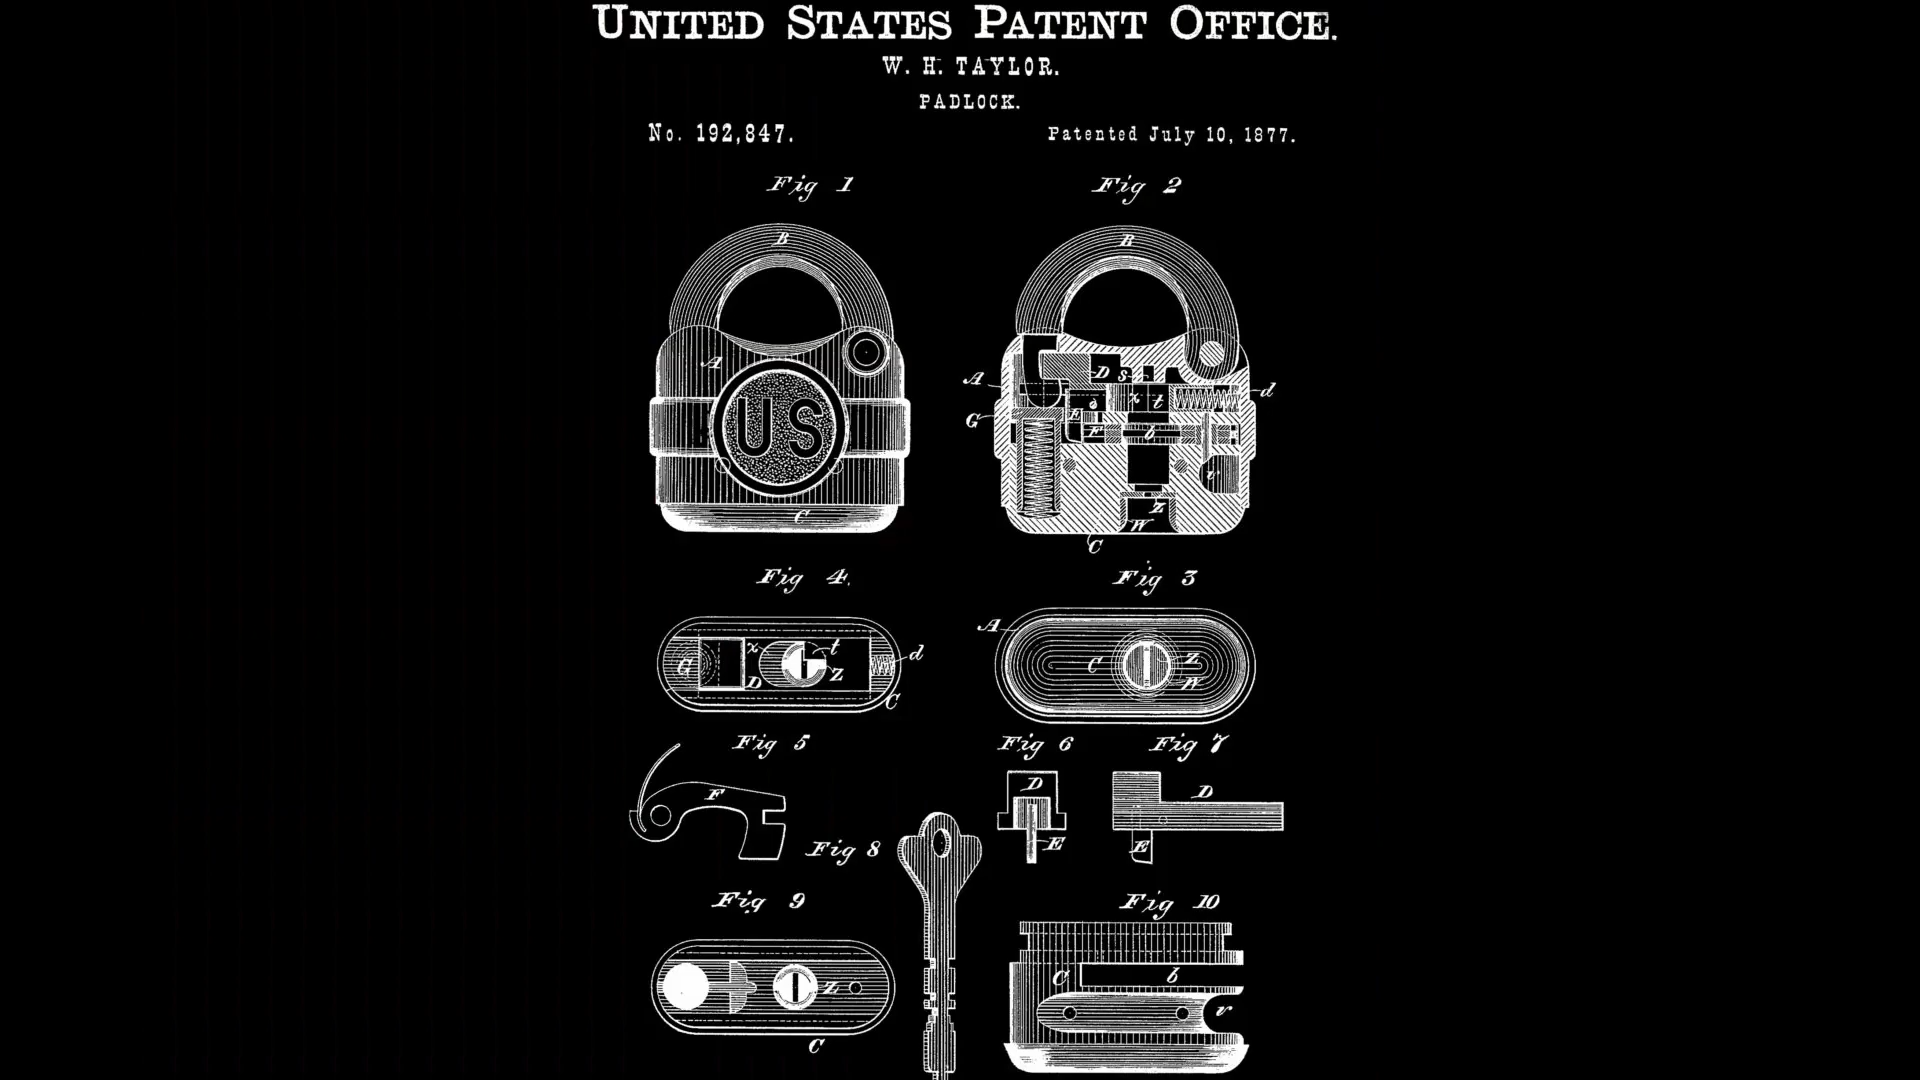 UNITED STATES PATENT OFFICE.
W. H. TAYLOR.
PADLOCK.
No. 192,847.
Patented July 10, 1877.
Fig 1
Fig 2
B
A
US
C
B
A
D
s
d
G
x
t
d
E
F
b
v
z
W
C
Fig 4.
Fig 3
G
x
t
d
D
Z
C
A
C
Z
W
Fig 5
Fig 6
Fig 7
F
D
E
D
E
Fig 8
Fig 9
Fig 10
Z
C
C
b
v